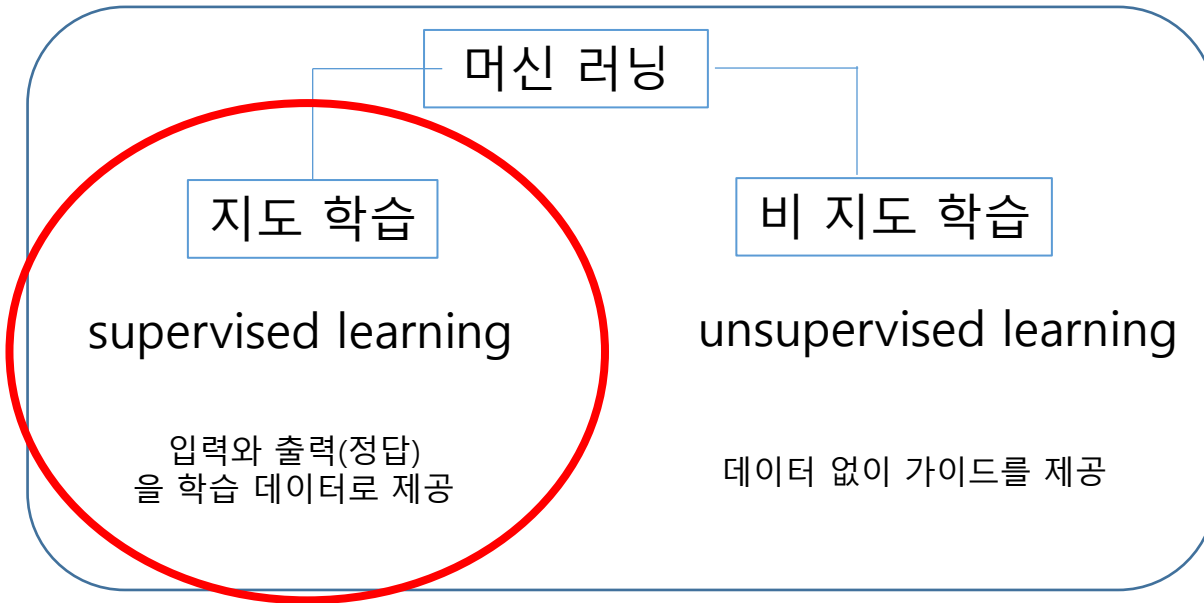 머신 러닝
지도 학습
비 지도 학습
supervised learning
unsupervised learning
입력와 출력(정답)
을 학습 데이터로 제공
데이터 없이 가이드를 제공